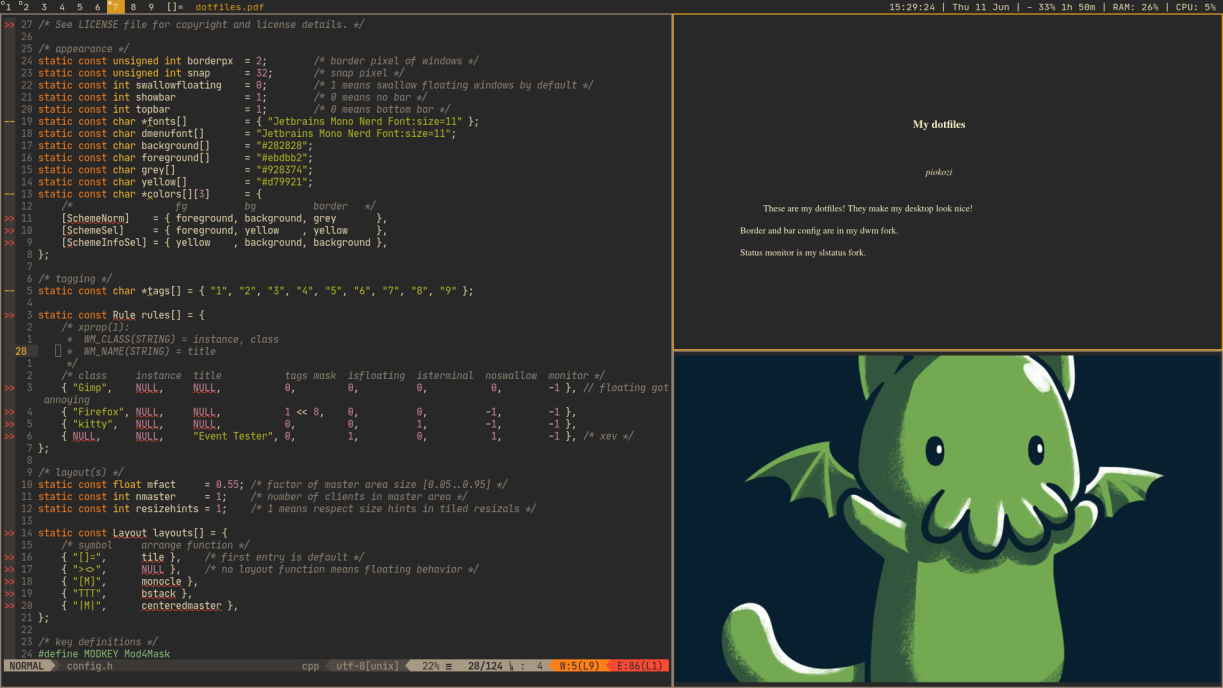 1 2 3 4 5 6 7 8 9 []= dotfiles.pdf 15:29:24 | Thu 11 Jun | – 33% 1h 50m | RAM: 26% | CPU: 5%
>> 27 /* See LICENSE file for copyright and license details. */
26
25 /* appearance */
24 static const unsigned int borderpx = 2; /* border pixel of windows */
23 static const unsigned int snap = 32; /* snap pixel */
22 static const int swallowfloating = 0; /* 1 means swallow floating windows by default */
21 static const int showbar = 1; /* 0 means no bar */
20 static const int topbar = 1; /* 0 means bottom bar */
-- 19 static const char *fonts[] = { "Jetbrains Mono Nerd Font:size=11" };
18 static const char dmenufont[] = "Jetbrains Mono Nerd Font:size=11";
17 static const char background[] = "#282828";
16 static const char foreground[] = "#ebdbb2";
15 static const char grey[] = "#928374";
14 static const char yellow[] = "#d79921";
-- 13 static const char *colors[][3] = {
12 /* fg bg border */
>> 11 [SchemeNorm] = { foreground, background, grey },
>> 10 [SchemeSel] = { foreground, yellow , yellow },
>> 9 [SchemeInfoSel] = { yellow , background, background },
8 };
7
6 /* tagging */
-- 5 static const char *tags[] = { "1", "2", "3", "4", "5", "6", "7", "8", "9" };
4
>> 3 static const Rule rules[] = {
2 /* xprop(1):
1 * WM_CLASS(STRING) = instance, class
28 * WM_NAME(STRING) = title
1 */
2 /* class instance title tags mask isfloating isterminal noswallow monitor */
>> 3 { "Gimp", NULL, NULL, 0, 0, 0, 0, -1 }, // floating got
annoying
>> 4 { "Firefox", NULL, NULL, 1 << 8, 0, 0, -1, -1 },
>> 5 { "kitty", NULL, NULL, 0, 0, 1, -1, -1 },
>> 6 { NULL, NULL, "Event Tester", 0, 1, 0, 1, -1 }, /* xev */
7 };
8
9 /* layout(s) */
10 static const float mfact = 0.55; /* factor of master area size [0.05..0.95] */
11 static const int nmaster = 1; /* number of clients in master area */
12 static const int resizehints = 1; /* 1 means respect size hints in tiled resizals */
13
>> 14 static const Layout layouts[] = {
15 /* symbol arrange function */
>> 16 { "[]=", tile }, /* first entry is default */
>> 17 { "><>", NULL }, /* no layout function means floating behavior */
>> 18 { "[M]", monocle },
>> 19 { "TTT", bstack },
>> 20 { "|M|", centeredmaster },
21 };
22
23 /* key definitions */
24 #define MODKEY Mod4Mask
NORMAL config.h cpp utf-8[unix] 22% ≡ 28/124 : 4 W:5(L9) E:86(L1)
My dotfiles
piokozi
These are my dotfiles! They make my desktop look nice!
Border and bar config are in my dwm fork.
Status monitor is my slstatus fork.